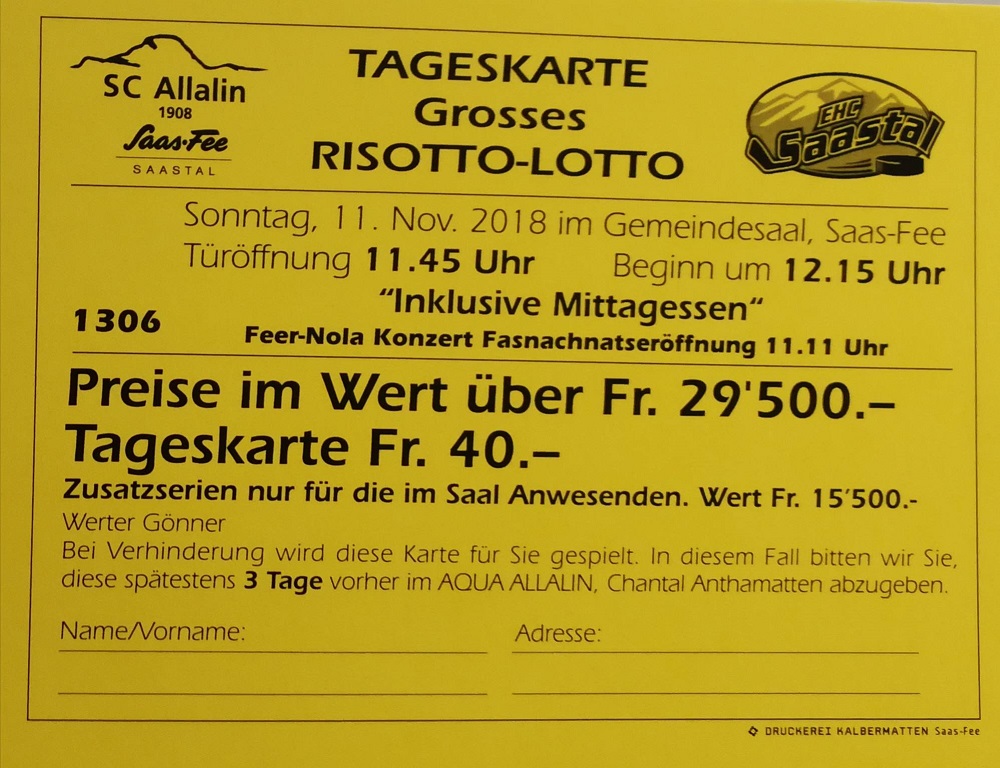 SC Allalin
1908
Saas-Fee
SAASTAL
TAGESKARTE
Grosses
RISOTTO-LOTTO
EHC
Saastal
Sonntag, 11. Nov. 2018 im Gemeindesaal, Saas-Fee
Türöffnung 11.45 Uhr Beginn um 12.15 Uhr
“Inklusive Mittagessen“
1306
Feer-Nola Konzert Fasnachnatseröffnung 11.11 Uhr
Preise im Wert über Fr. 29'500.–
Tageskarte Fr. 40.–
Zusatzserien nur für die im Saal Anwesenden. Wert Fr. 15'500.-
Werter Gönner
Bei Verhinderung wird diese Karte für Sie gespielt. In diesem Fall bitten wir Sie,
diese spätestens 3 Tage vorher im AQUA ALLALIN, Chantal Anthamatten abzugeben.
Name/Vorname: Adresse:
DRUCKEREI KALBERMATTEN Saas-Fee